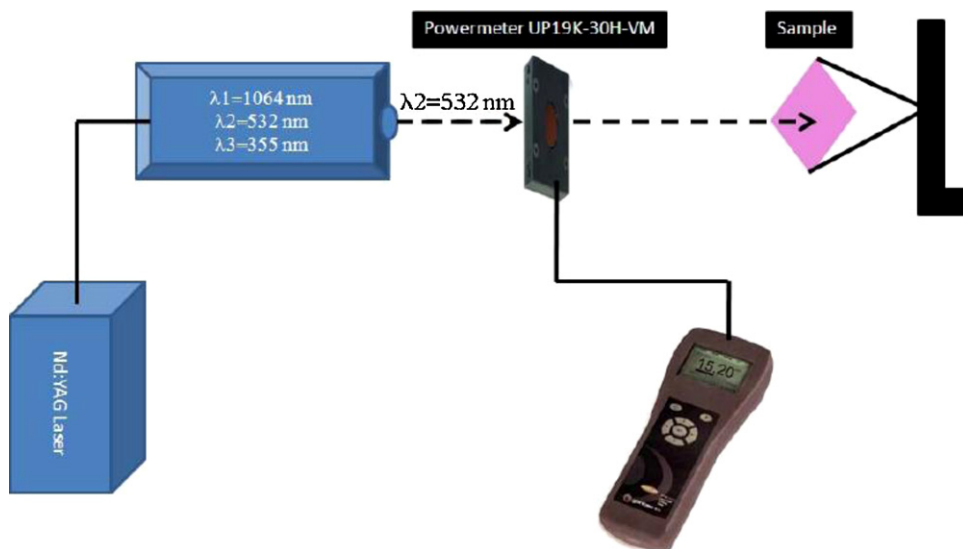 Powermeter UP19K-30H-VM
Sample
λ1=1064 nm
λ2=532 nm
λ3=355 nm
λ2=532 nm
Nd:YAG Laser
15.20